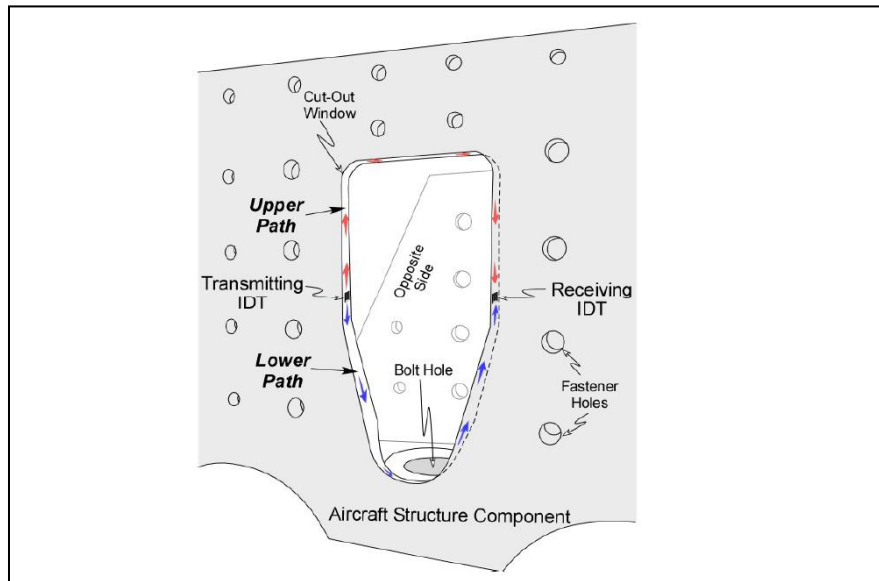 Cut-Out
Window
Upper
Path
Opposite
Side
Transmitting
IDT
Receiving
IDT
Lower
Path
Bolt Hole
Fastener
Holes
Aircraft Structure Component